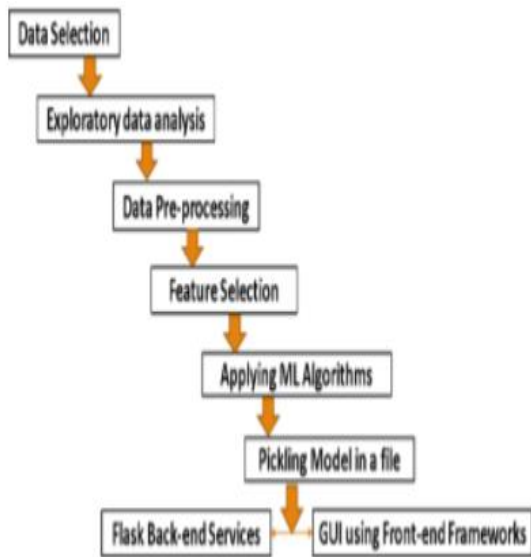 Data Selection
Exploratory data analysis
Data Pre-processing
Feature Selection
Applying ML Algorithms
Pickling Model in a file
Flask Back-end Services
GUI using Front-end Frameworks